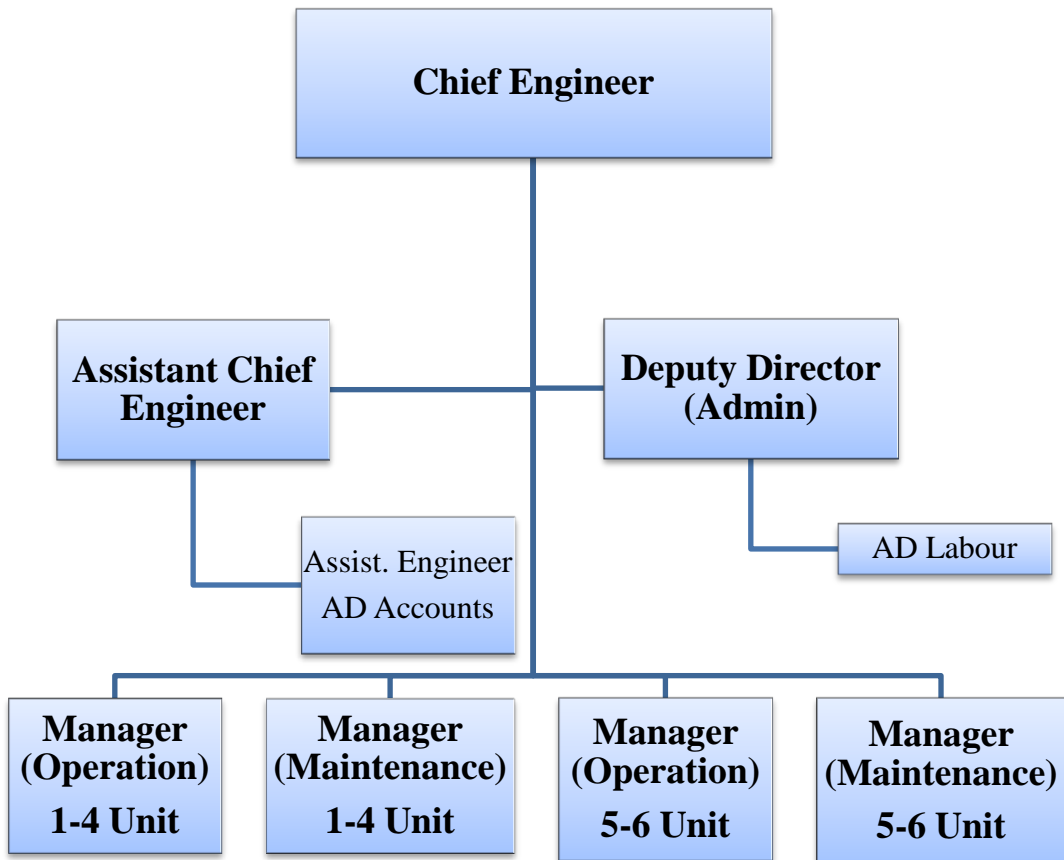 Chief Engineer
Assistant Chief
Engineer
Deputy Director
(Admin)
Assist. Engineer
AD Accounts
AD Labour
Manager
(Operation)
1-4 Unit
Manager
(Maintenance)
1-4 Unit
Manager
(Operation)
5-6 Unit
Manager
(Maintenance)
5-6 Unit